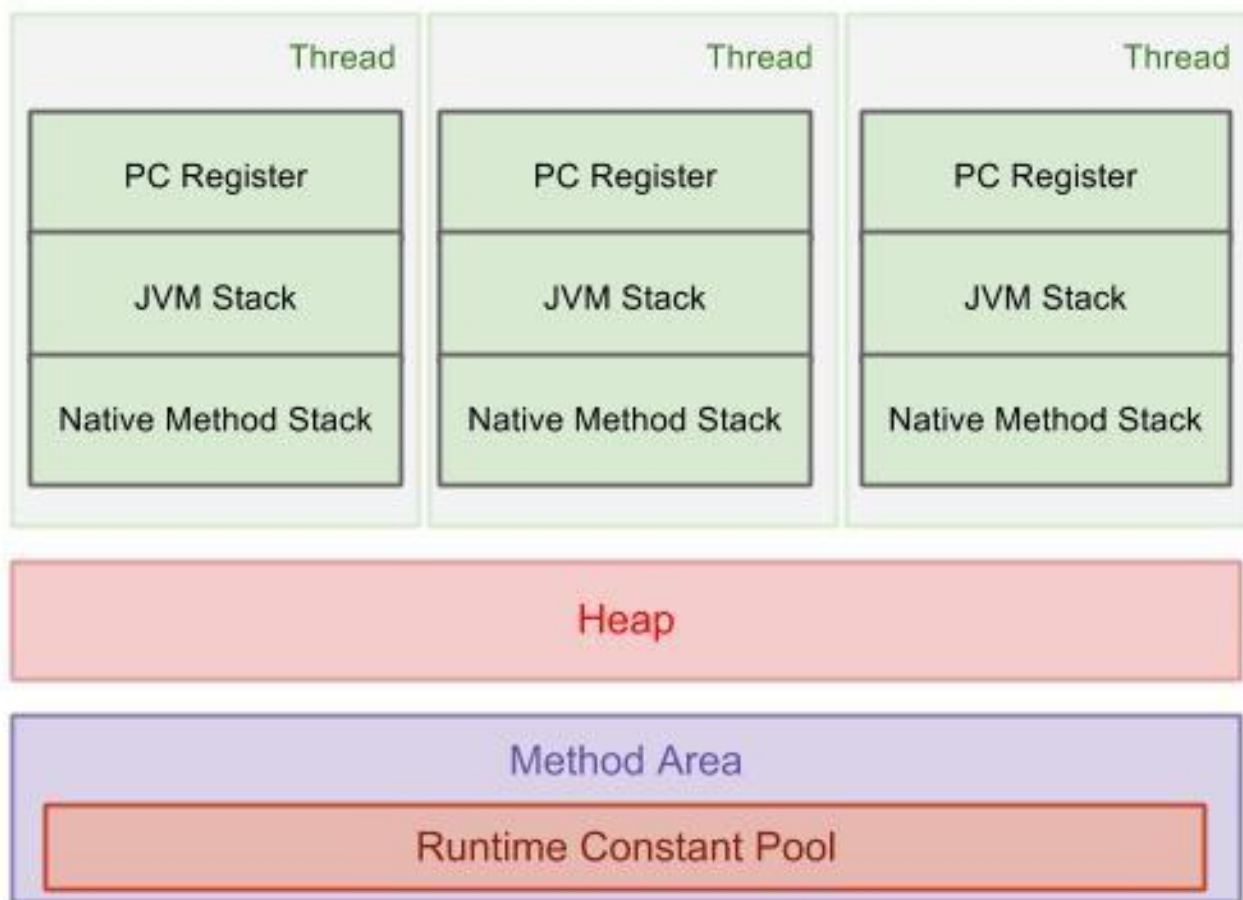 Thread
Thread
Thread
PC Register
PC Register
PC Register
JVM Stack
JVM Stack
JVM Stack
Native Method Stack
Native Method Stack
Native Method Stack
Heap
Method Area
Runtime Constant Pool